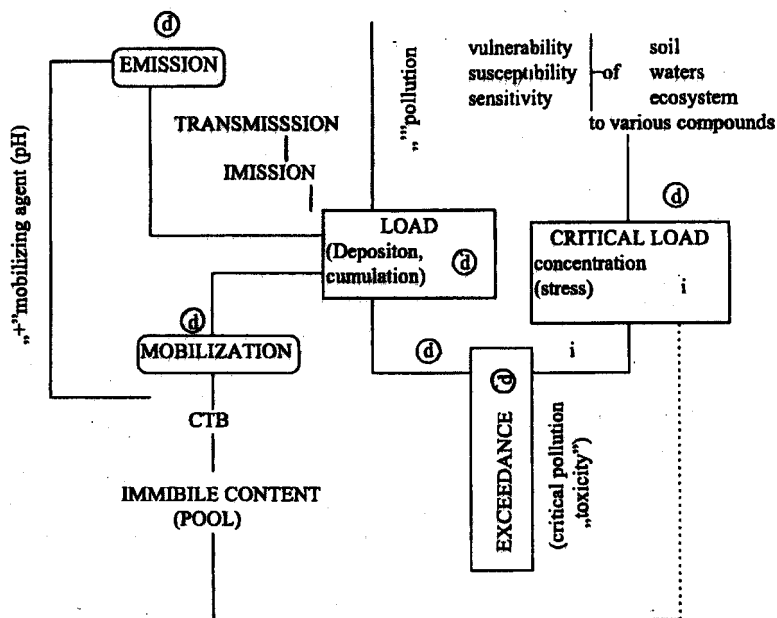 ⓓ
EMISSION
TRANSMISSSION
IMISSION
„+”mobilizing agent (pH)
„”’pollution
vulnerability
susceptibility
sensitivity
of
soil
waters
ecosystem
to various compounds
LOAD
(Depositon,
cumulation)
ⓓ
ⓓ
CRITICAL LOAD
concentration
(stress)
i
ⓓ
MOBILIZATION
CTB
IMMIBILE CONTENT
(POOL)
ⓓ
i
ⓓ
EXCEEDANCE
(critical pollution
„toxicity”)